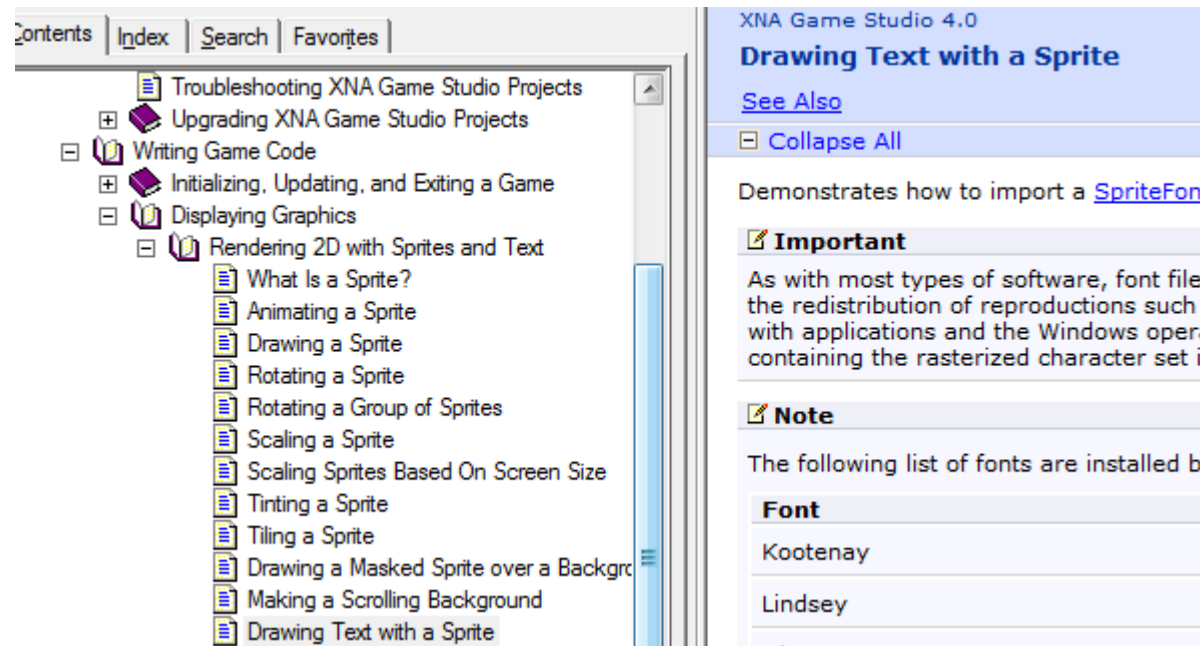 Contents Index Search Favorites
Troubleshooting XNA Game Studio Projects
Upgrading XNA Game Studio Projects
Writing Game Code
Initializing, Updating, and Exiting a Game
Displaying Graphics
Rendering 2D with Sprites and Text
What Is a Sprite?
Animating a Sprite
Drawing a Sprite
Rotating a Sprite
Rotating a Group of Sprites
Scaling a Sprite
Scaling Sprites Based On Screen Size
Tinting a Sprite
Tiling a Sprite
Drawing a Masked Sprite over a Backgro
Making a Scrolling Background
Drawing Text with a Sprite
XNA Game Studio 4.0
Drawing Text with a Sprite
See Also
Collapse All
Demonstrates how to import a SpriteFon
Important
As with most types of software, font file
the redistribution of reproductions such
with applications and the Windows opera
containing the rasterized character set i
Note
The following list of fonts are installed b
Font
Kootenay
Lindsey